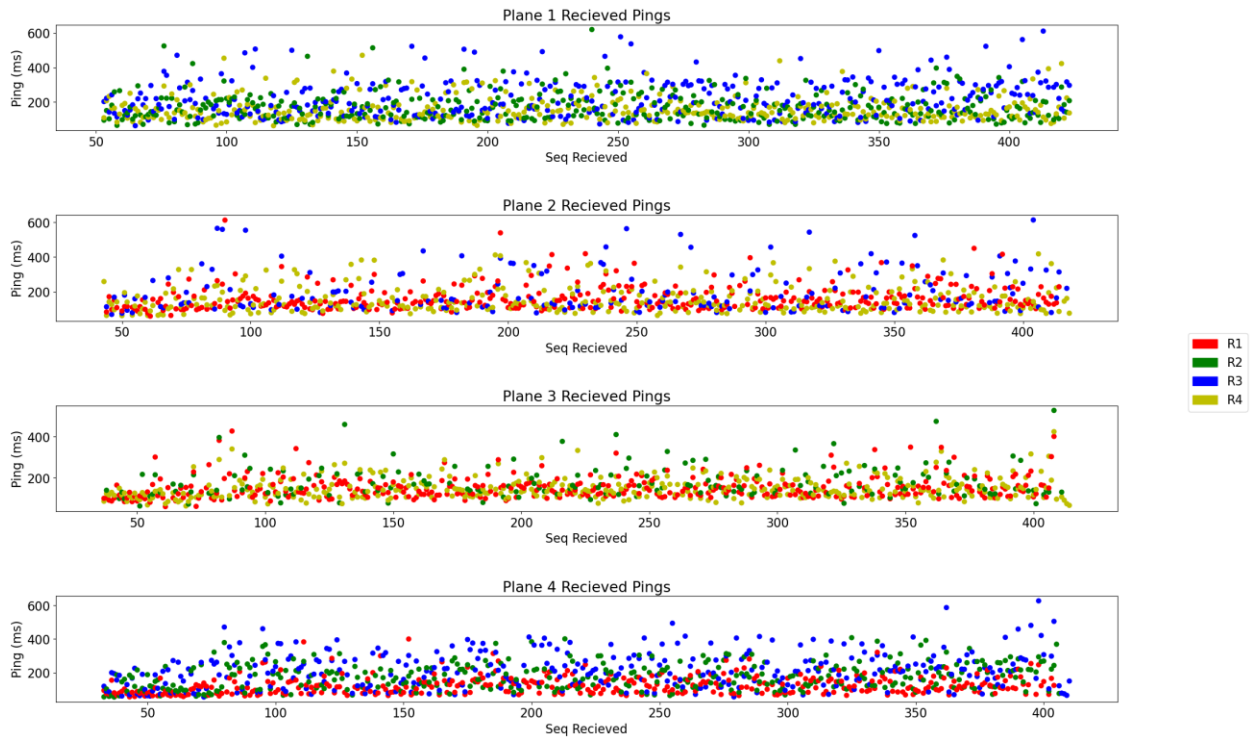 Plane 1 Recieved Pings
Ping (ms)
600
400
200
50 100 150 200 250 300 350 400
Seq Recieved
Plane 2 Recieved Pings
Ping (ms)
600
400
200
50 100 150 200 250 300 350 400
Seq Recieved
R1
R2
R3
R4
Plane 3 Recieved Pings
Ping (ms)
400
200
50 100 150 200 250 300 350 400
Seq Recieved
Plane 4 Recieved Pings
Ping (ms)
600
400
200
50 100 150 200 250 300 350 400
Seq Recieved